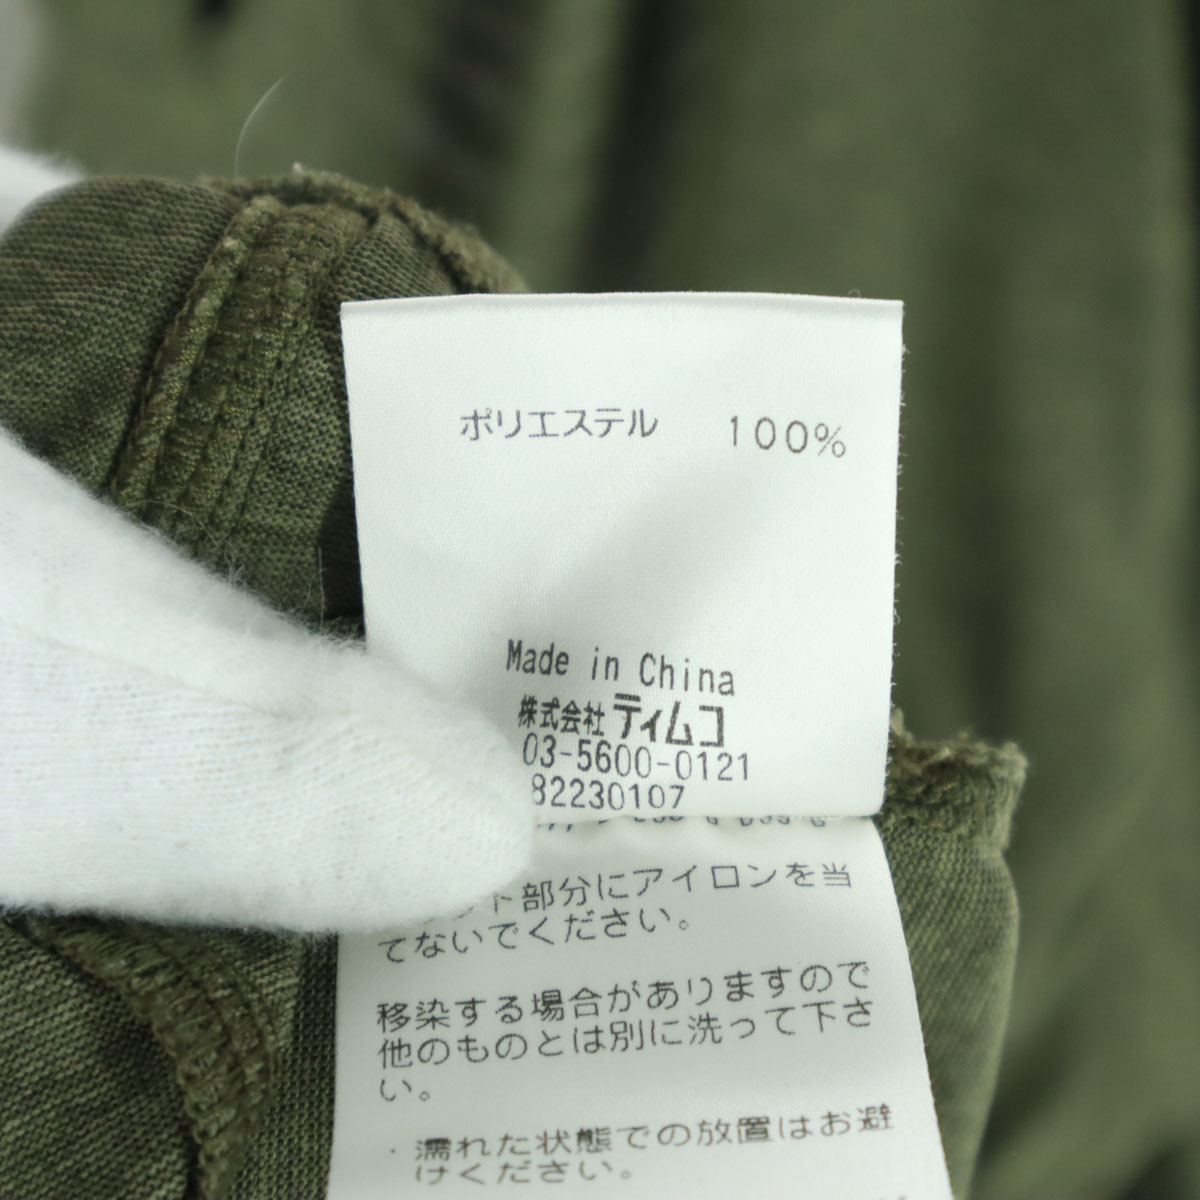 ポリエステル 100%
Made in China
株式会社ティムコ
03-5600-0121
82230107
ト部分にアイロンを当
てないでください。
移染する場合がありますので
他のものとは別に洗って下さ
い。
・濡れた状態での放置はお避
けください。